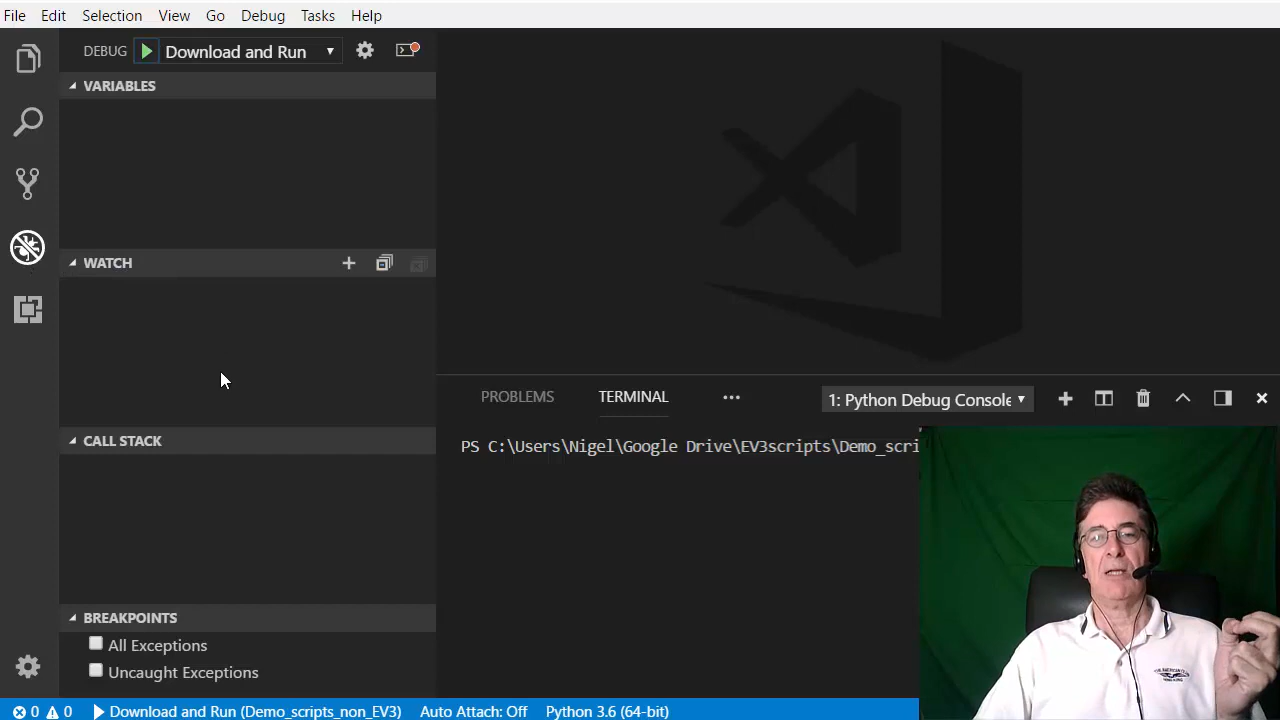 File Edit Selection View Go Debug Tasks Help
DEBUG Download and Run
VARIABLES
WATCH
CALL STACK
BREAKPOINTS
All Exceptions
Uncaught Exceptions
PROBLEMS TERMINAL ••• 1: Python Debug Console
PS C:\Users\Nigel\Google Drive\EV3scripts\Demo_scri
0 0 Download and Run (Demo_scripts_non_EV3) Auto Attach: Off Python 3.6 (64-bit)